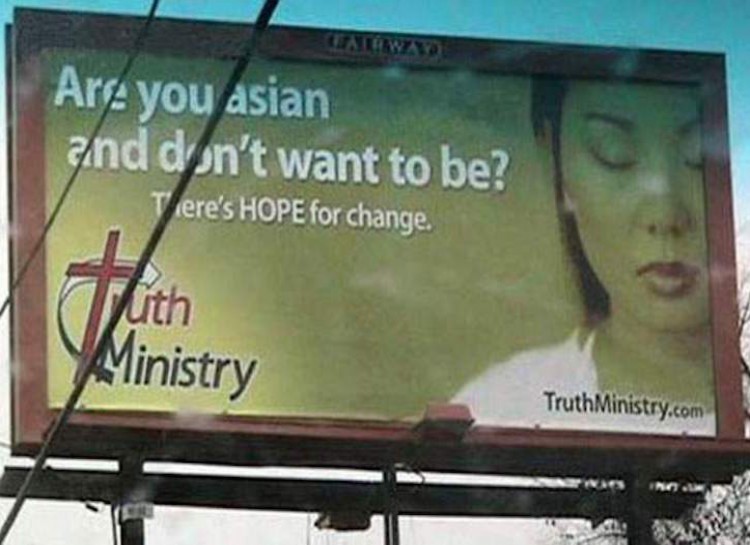 FAIRWAY
Are you asian
and don't want to be?
There's HOPE for change.
Truth
Ministry
TruthMinistry.com